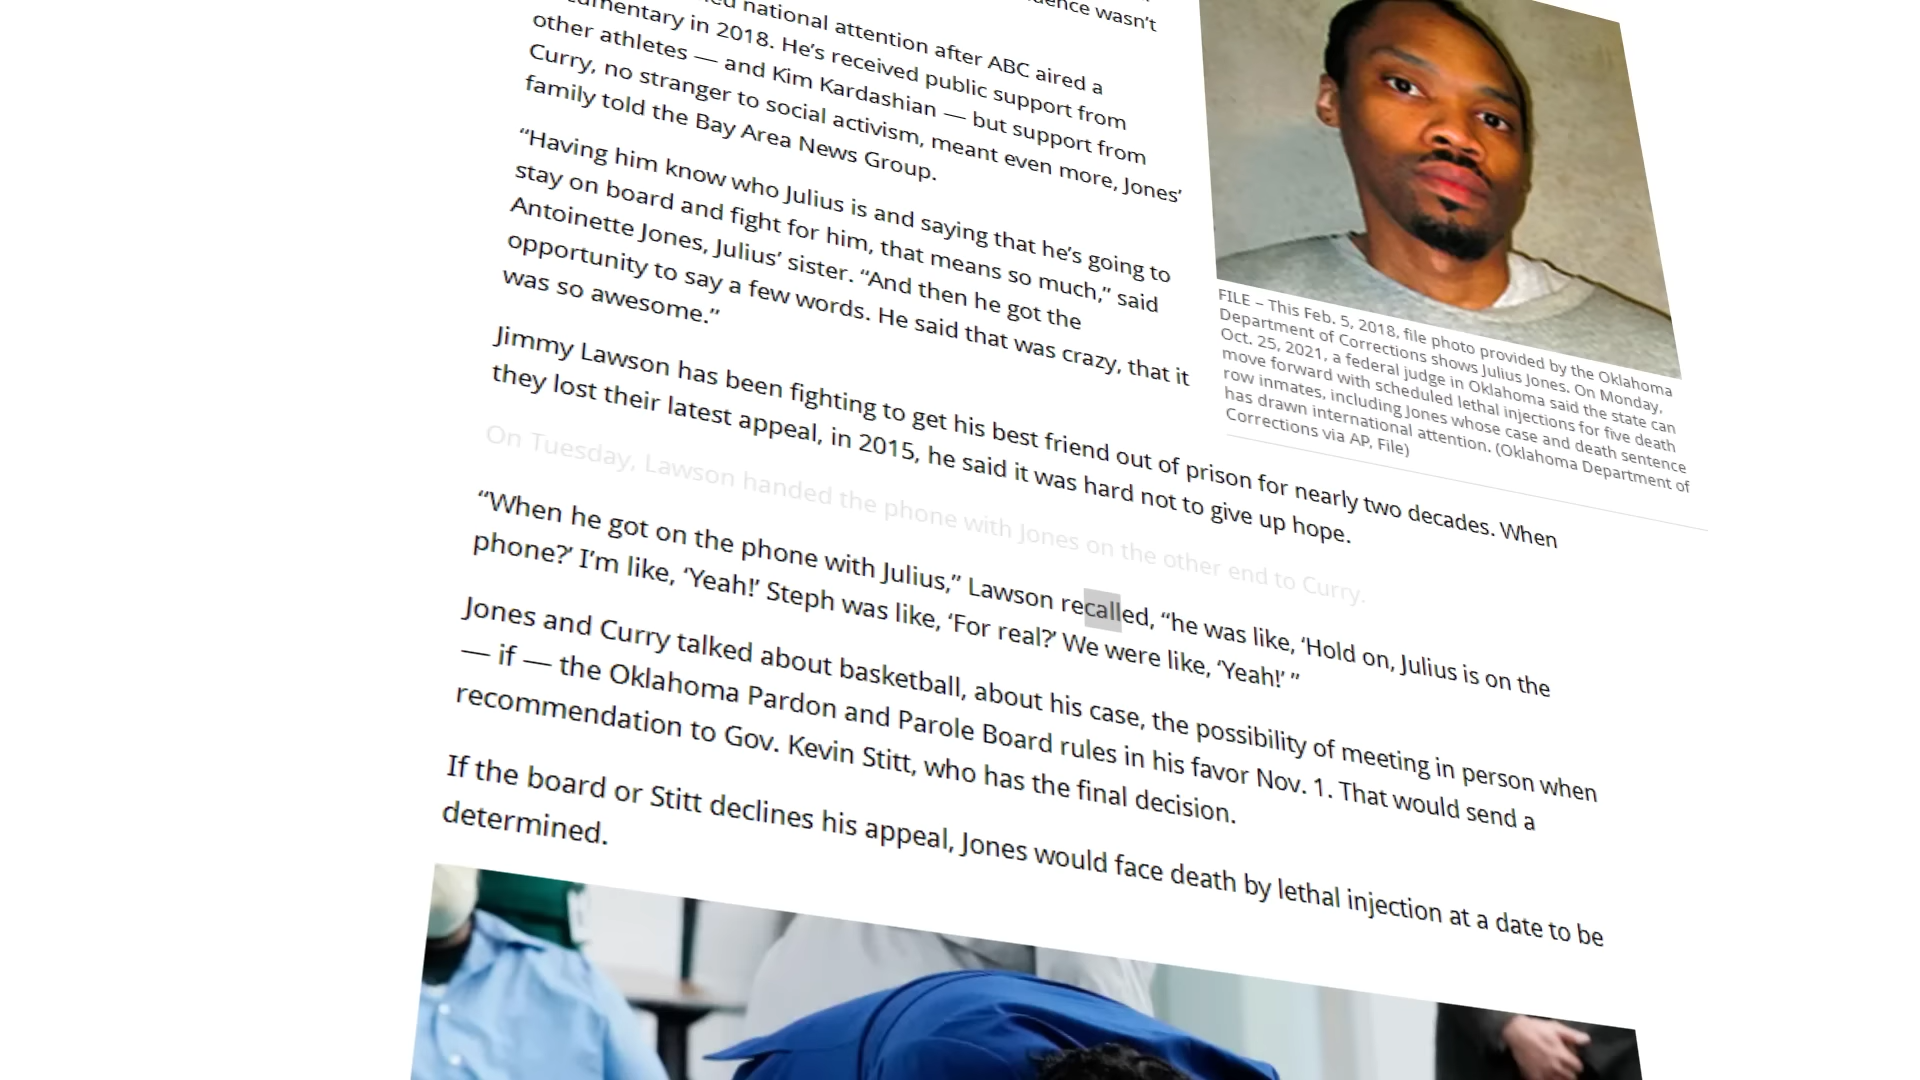 national attention after ABC aired a
in 2018. He’s received public support from
other athletes — and Kim Kardashian — but support from
Curry, no stranger to social activism, meant even more, Jones’
family told the Bay Area News Group.
“Having him know who Julius is and saying that he’s going to
stay on board and fight for him, that means so much,” said
Antoinette Jones, Julius’ sister. “And then he got the
opportunity to say a few words. He said that was crazy, that it
was so awesome.”
FILE – This Feb. 5, 2018, file photo provided by the Oklahoma
Department of Corrections shows Julius Jones. On Monday,
Oct. 25, 2021, a federal judge in Oklahoma said the state can
move forward with scheduled lethal injections for five death
row inmates, including Jones whose case and death sentence
has drawn international attention. (Oklahoma Department of
Corrections via AP, File)
Jimmy Lawson has been fighting to get his best friend out of prison for nearly two decades. When
they lost their latest appeal, in 2015, he said it was hard not to give up hope.
On Tuesday, Lawson handed the phone with Jones on the other end to Curry.
“When he got on the phone with Julius,” Lawson recalled, “he was like, ‘Hold on, Julius is on the
phone?’ I’m like, ‘Yeah!’ Steph was like, ‘For real?’ We were like, ‘Yeah!’ ”
Jones and Curry talked about basketball, about his case, the possibility of meeting in person when
— if — the Oklahoma Pardon and Parole Board rules in his favor Nov. 1. That would send a
recommendation to Gov. Kevin Stitt, who has the final decision.
If the board or Stitt declines his appeal, Jones would face death by lethal injection at a date to be
determined.